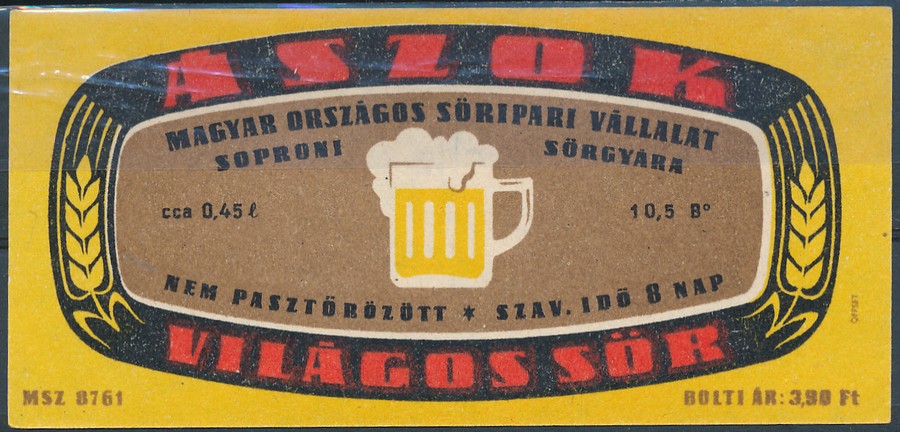 ÁSZOK
MAGYAR ORSZÁGOS SÖRIPARI VÁLLALAT
SOPRONI SÖRGYÁRA
cca 0,45 ℓ 10,5 B°
NEM PASZTŐRÖZÖTT * SZAV. IDŐ 8 NAP
VILÁGOS SÖR
MSZ 8761
BOLTI ÁR: 3,90 Ft
OFFSET